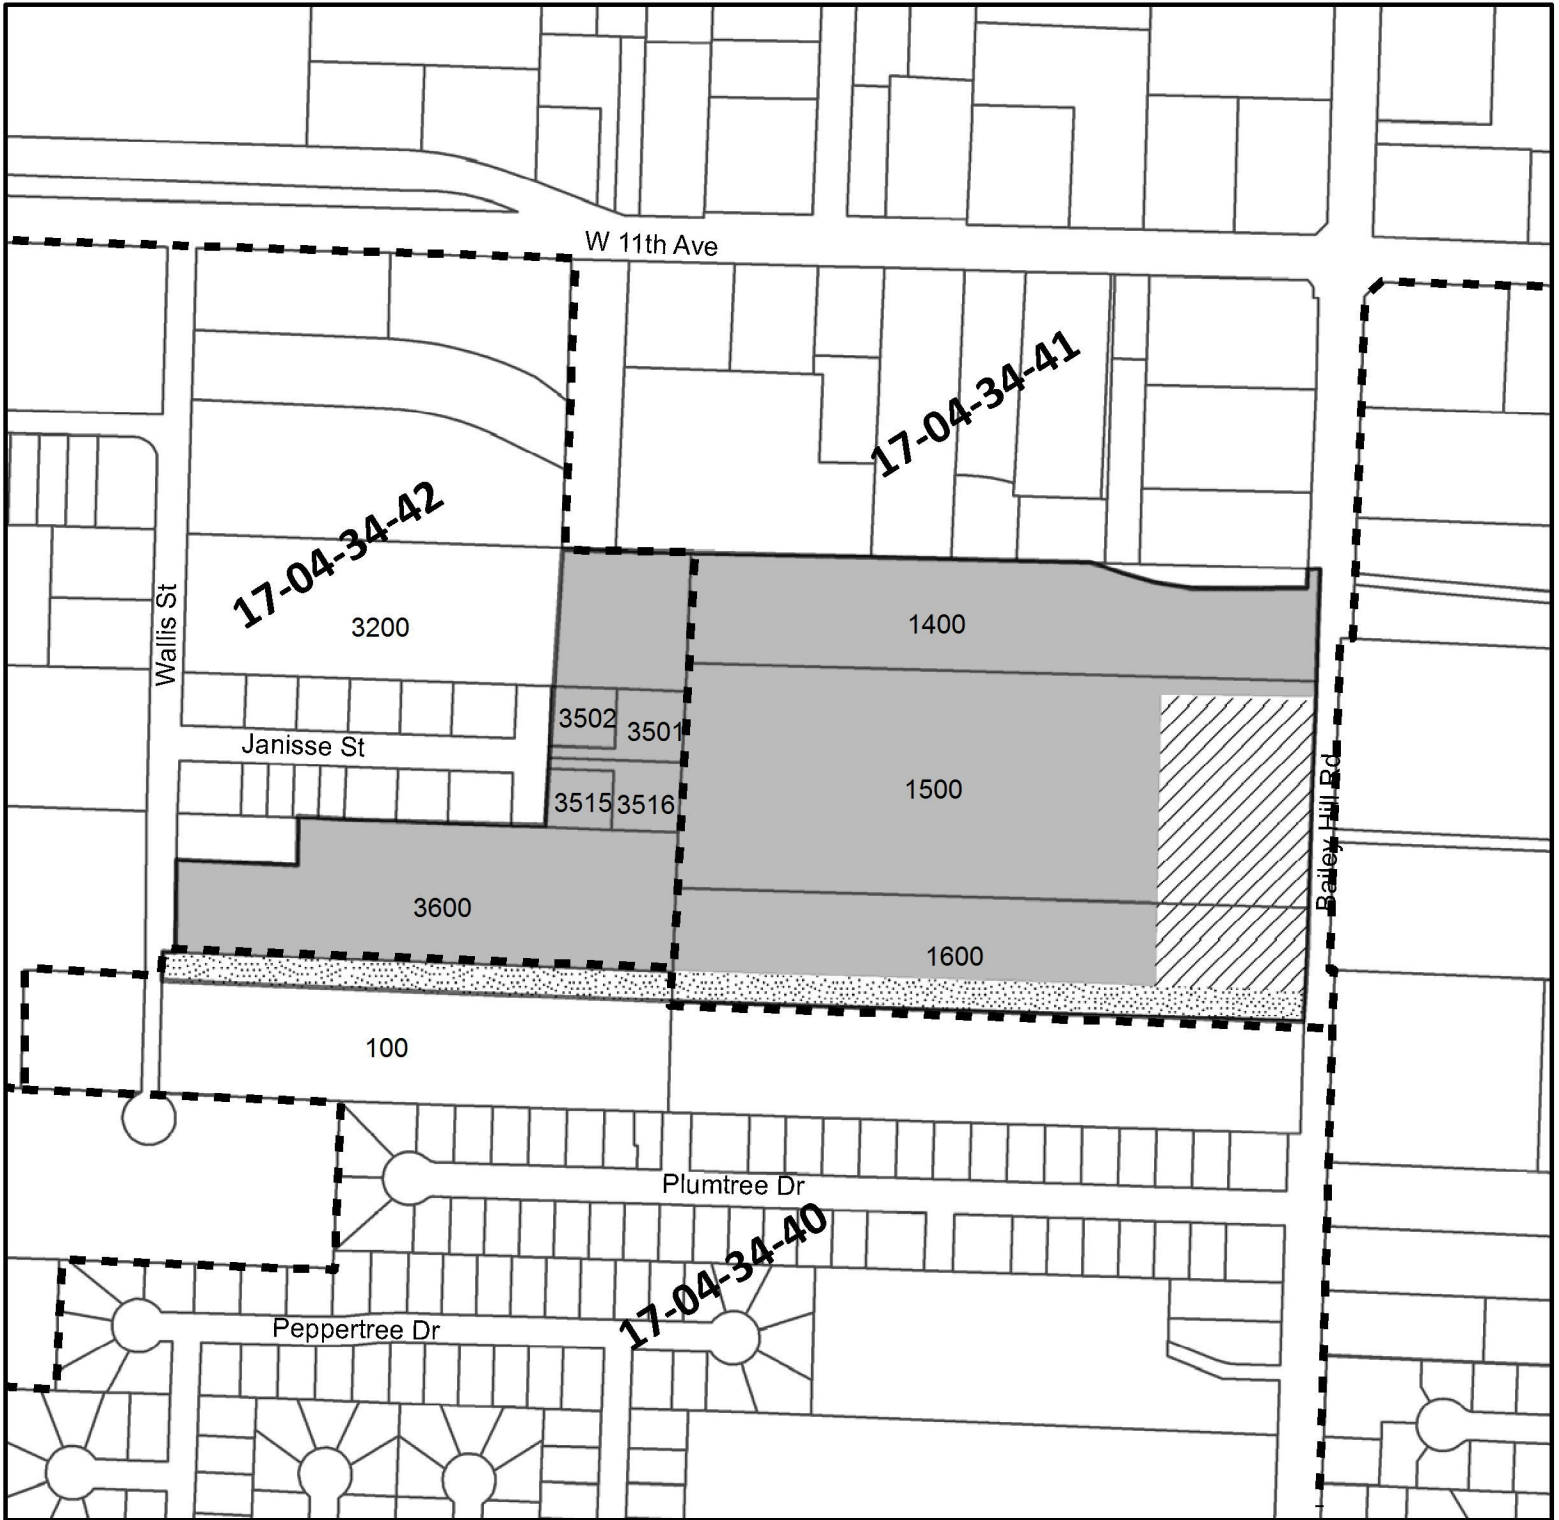 W 11th Ave
17-04-34-41
17-04-34-42
Wallis St
3200
1400
3502
3501
Janisse St
1500
3515
3516
Bailey Hill Rd
3600
1600
100
Plumtree Dr
17-04-34-40
Peppertree Dr